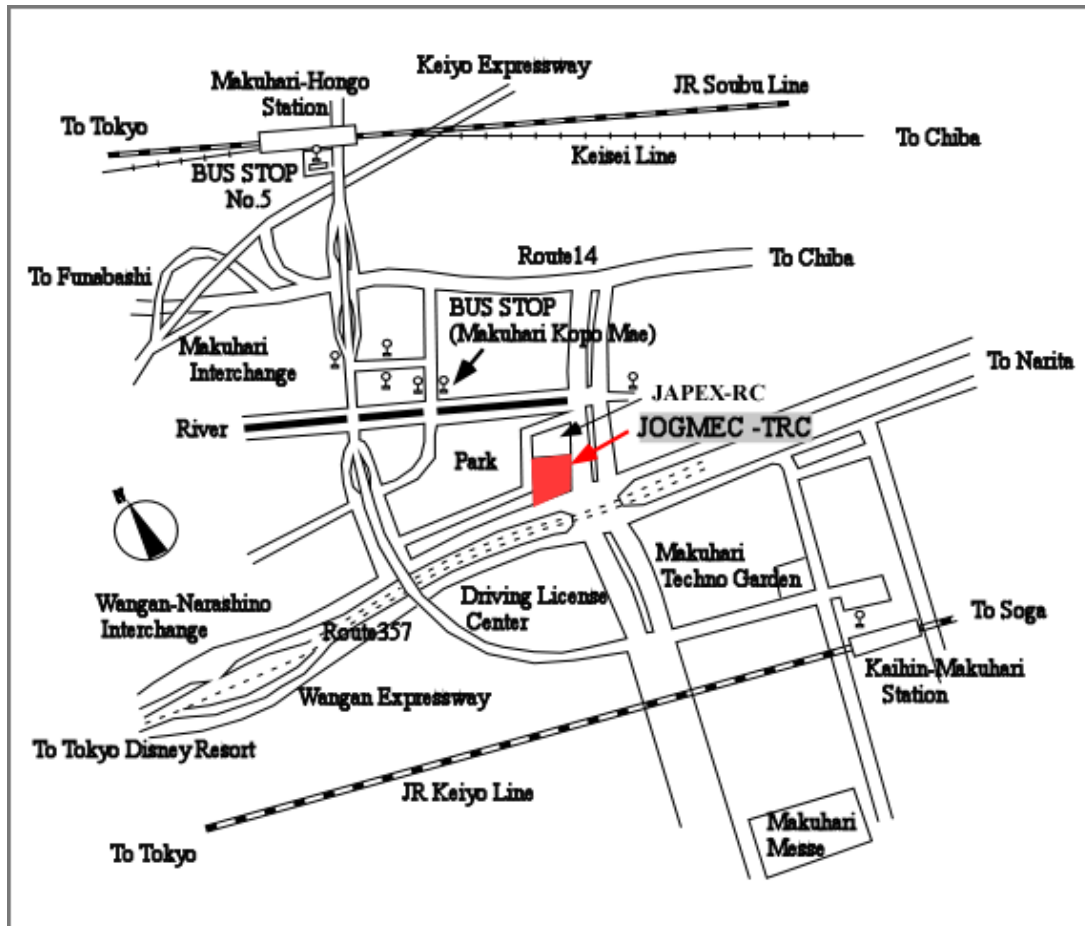 Keiyo Expressway
Makuhari-Hongo
Station
JR Soubu Line
To Tokyo
To Chiba
Keisei Line
BUS STOP
No.5
Route14
To Chiba
To Funabashi
BUS STOP
(Makuhari Kopo Mae)
Makuhari
Interchange
To Narita
JAPEX-RC
River
JOGMEC -TRC
Park
Makuhari
Techno Garden
Wangan-Narashino
Interchange
Driving License
Center
To Soga
Route357
Kaihin-Makuhari
Station
Wangan Expressway
To Tokyo Disney Resort
JR Keiyo Line
Makuhari
Messe
To Tokyo